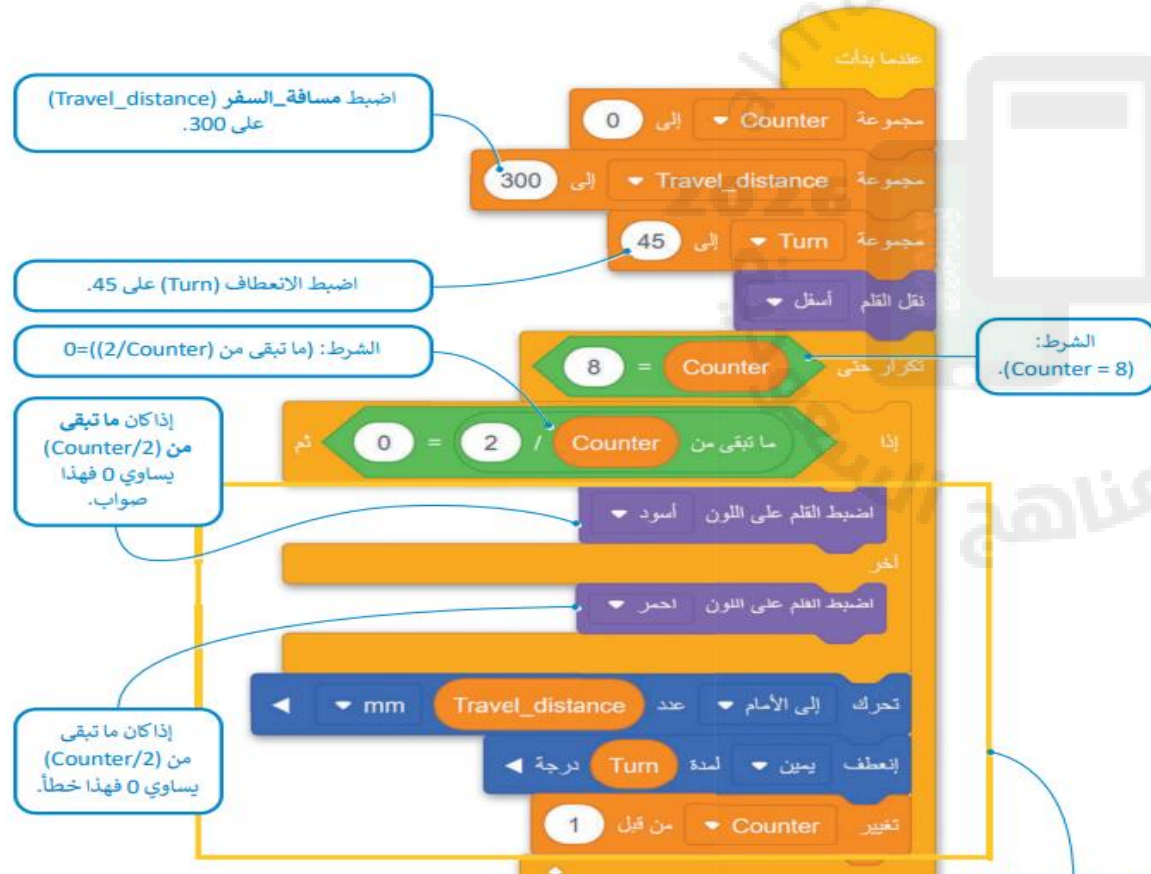 عندما بدأت
مجموعة Counter إلى 0
مجموعة Travel_distance إلى 300
مجموعة Turn إلى 45
نقل القلم أسفل
تكرار حتى Counter = 8
إذا ما تبقى من Counter / 2 = 0 ثم
اضبط القلم على اللون أسود
آخر
اضبط القلم على اللون احمر
تحرك إلى الأمام عدد Travel_distance mm
إنعطف يمين لمدة Turn درجة
تغيير Counter من قبل 1
اضبط مسافة_السفر (Travel_distance)
على 300.
اضبط الانعطاف (Turn) على 45.
الشرط: (ما تبقى من (Counter/2))=0
الشرط:
(Counter = 8).
إذا كان ما تبقى
من (Counter/2)
يساوي 0 فهذا
صواب.
إذا كان ما تبقى
من (Counter/2)
يساوي 0 فهذا خطأ.
2026
alma
مناهج السعو